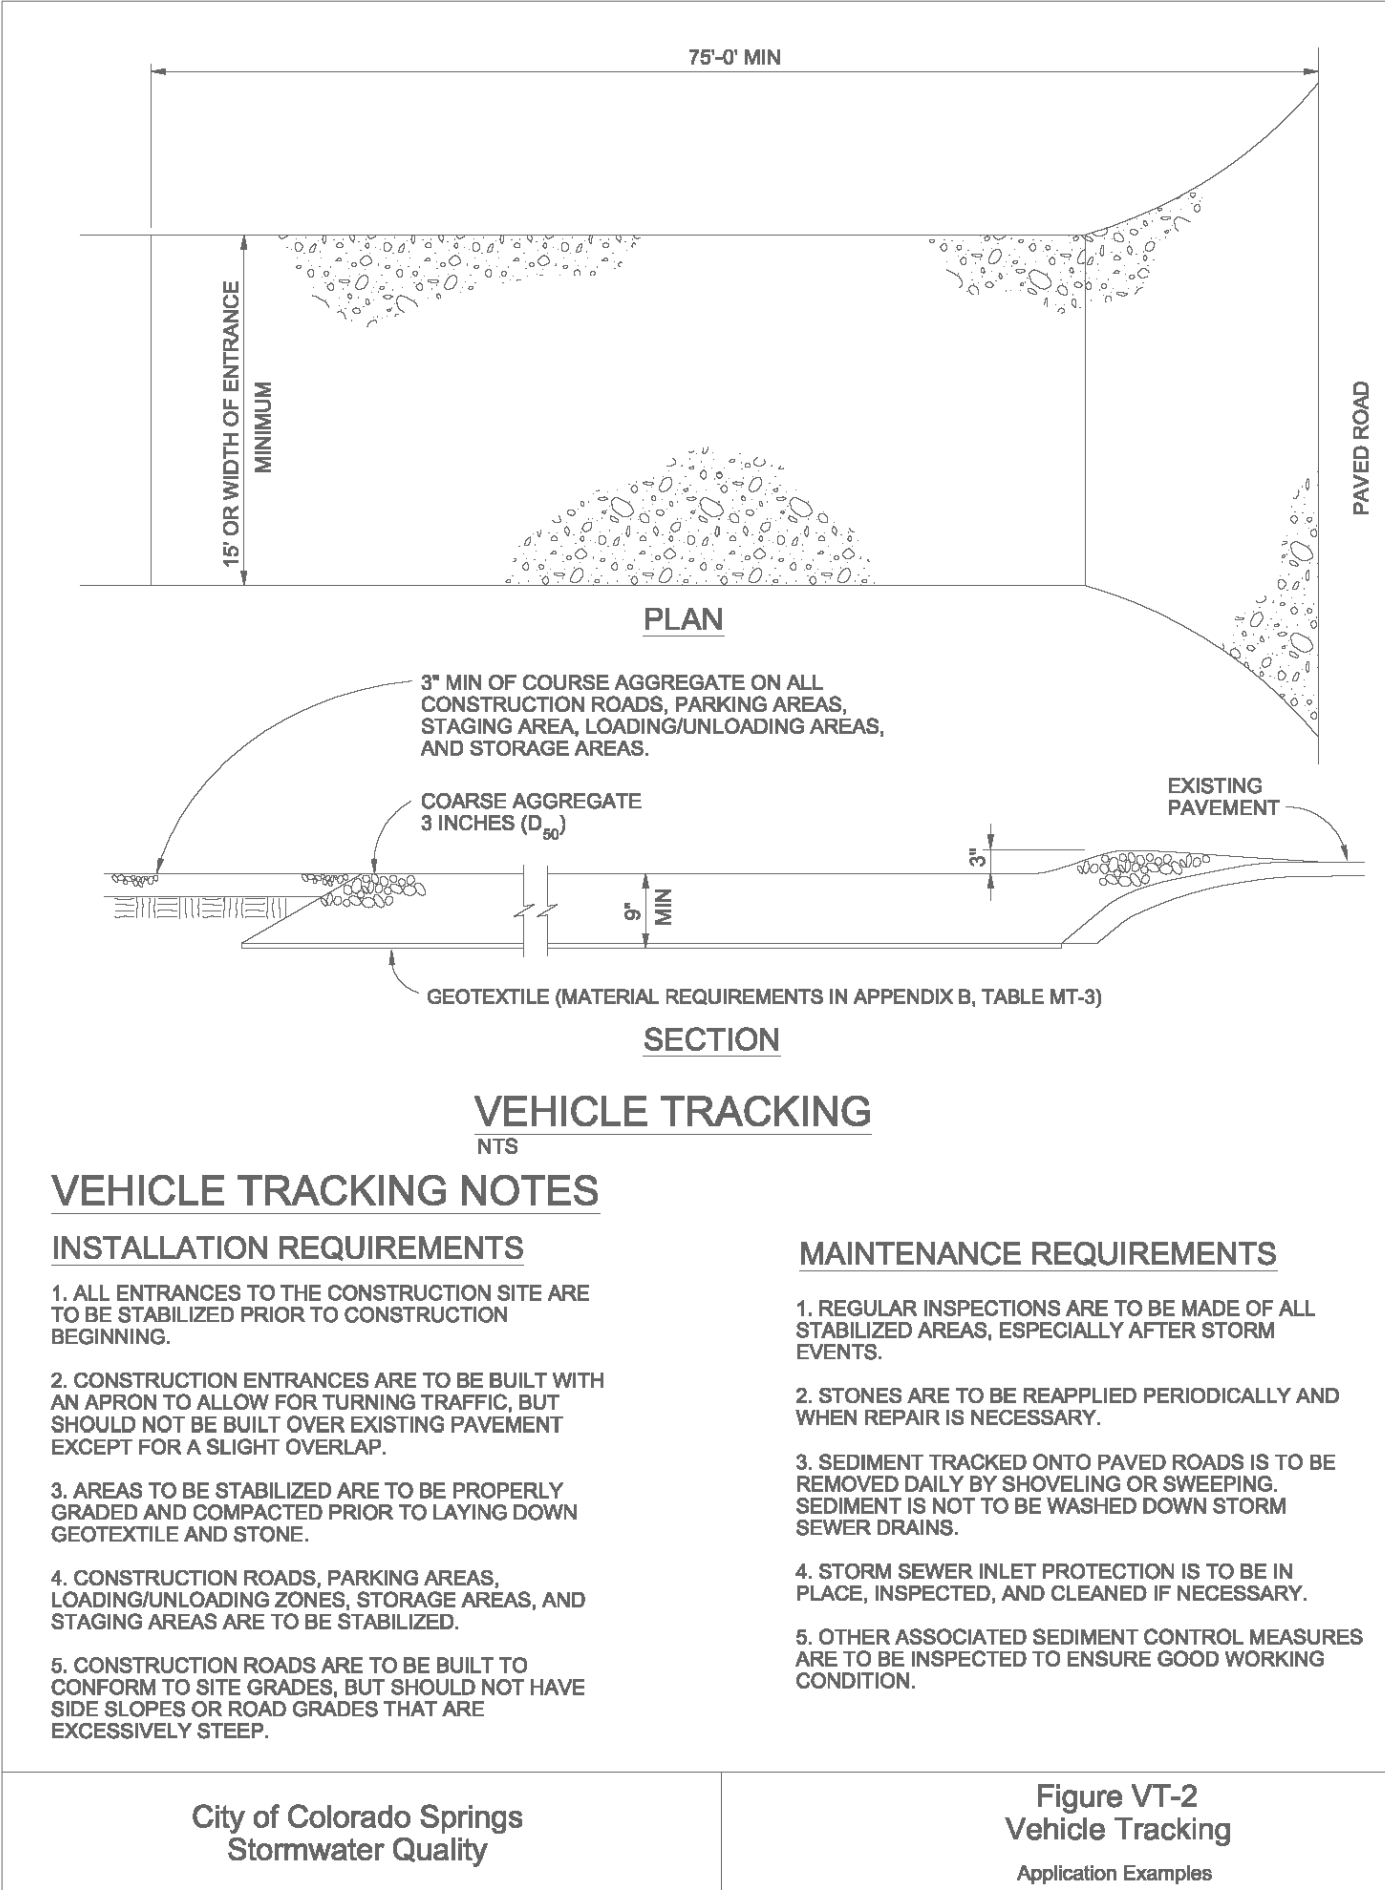 75'-0' MIN
15' OR WIDTH OF ENTRANCE
MINIMUM
PAVED ROAD
PLAN
3" MIN OF COURSE AGGREGATE ON ALL
CONSTRUCTION ROADS, PARKING AREAS,
STAGING AREA, LOADING/UNLOADING AREAS,
AND STORAGE AREAS.
COARSE AGGREGATE
3 INCHES (D50)
EXISTING
PAVEMENT
3"
9"
MIN
GEOTEXTILE (MATERIAL REQUIREMENTS IN APPENDIX B, TABLE MT-3)
SECTION
VEHICLE TRACKING
NTS
VEHICLE TRACKING NOTES
INSTALLATION REQUIREMENTS
1. ALL ENTRANCES TO THE CONSTRUCTION SITE ARE
TO BE STABILIZED PRIOR TO CONSTRUCTION
BEGINNING.
2. CONSTRUCTION ENTRANCES ARE TO BE BUILT WITH
AN APRON TO ALLOW FOR TURNING TRAFFIC, BUT
SHOULD NOT BE BUILT OVER EXISTING PAVEMENT
EXCEPT FOR A SLIGHT OVERLAP.
3. AREAS TO BE STABILIZED ARE TO BE PROPERLY
GRADED AND COMPACTED PRIOR TO LAYING DOWN
GEOTEXTILE AND STONE.
4. CONSTRUCTION ROADS, PARKING AREAS,
LOADING/UNLOADING ZONES, STORAGE AREAS, AND
STAGING AREAS ARE TO BE STABILIZED.
5. CONSTRUCTION ROADS ARE TO BE BUILT TO
CONFORM TO SITE GRADES, BUT SHOULD NOT HAVE
SIDE SLOPES OR ROAD GRADES THAT ARE
EXCESSIVELY STEEP.
MAINTENANCE REQUIREMENTS
1. REGULAR INSPECTIONS ARE TO BE MADE OF ALL
STABILIZED AREAS, ESPECIALLY AFTER STORM
EVENTS.
2. STONES ARE TO BE REAPPLIED PERIODICALLY AND
WHEN REPAIR IS NECESSARY.
3. SEDIMENT TRACKED ONTO PAVED ROADS IS TO BE
REMOVED DAILY BY SHOVELING OR SWEEPING.
SEDIMENT IS NOT TO BE WASHED DOWN STORM
SEWER DRAINS.
4. STORM SEWER INLET PROTECTION IS TO BE IN
PLACE, INSPECTED, AND CLEANED IF NECESSARY.
5. OTHER ASSOCIATED SEDIMENT CONTROL MEASURES
ARE TO BE INSPECTED TO ENSURE GOOD WORKING
CONDITION.
City of Colorado Springs
Stormwater Quality
Figure VT-2
Vehicle Tracking
Application Examples